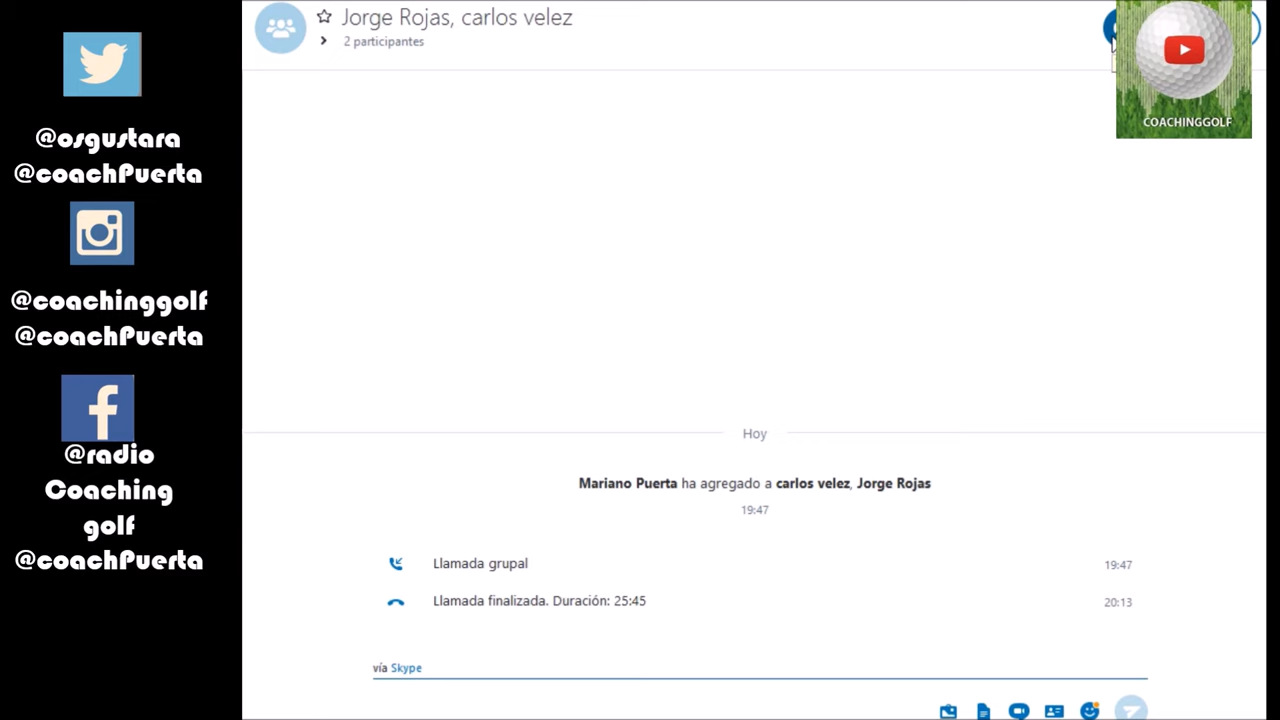 @osgustara
@coachPuerta
@coachinggolf
@coachPuerta
@radio
Coaching
golf
@coachPuerta
Jorge Rojas, carlos velez
2 participantes
COACHINGGOLF
Hoy
Mariano Puerta ha agregado a carlos velez, Jorge Rojas
19:47
Llamada grupal 19:47
Llamada finalizada. Duración: 25:45 20:13
vía Skype